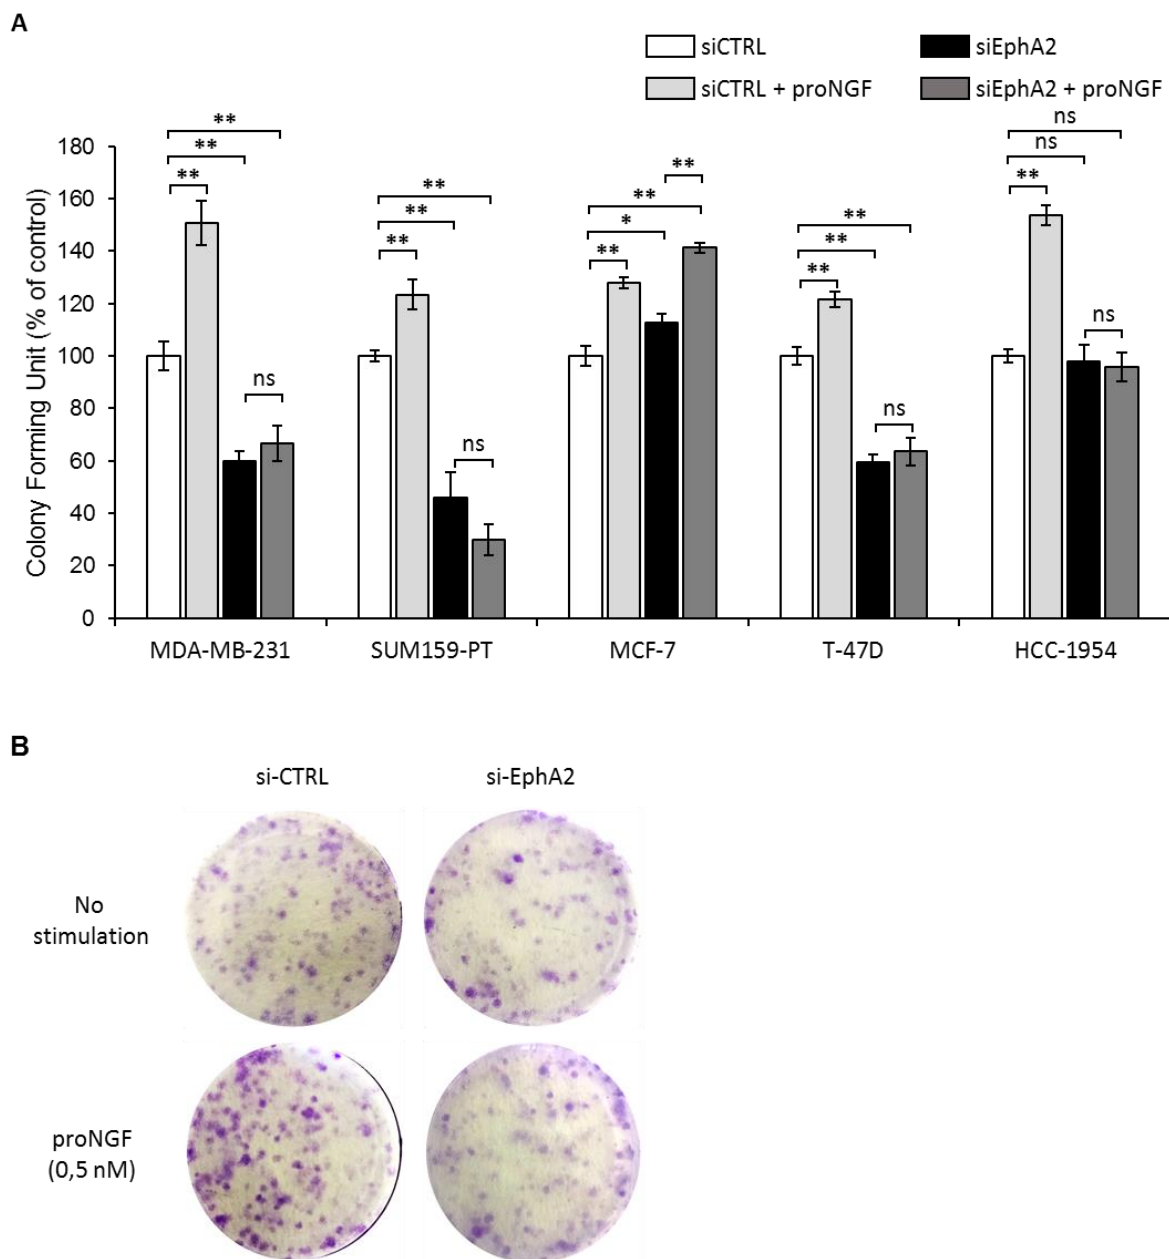 A
siCTRL
siEphA2
siCTRL + proNGF
siEphA2 + proNGF
Colony Forming Unit (% of control)
180
160
140
120
100
80
60
40
20
0
**
**
**
ns
**
**
**
ns
**
**
*
**
**
**
**
ns
ns
ns
**
ns
MDA-MB-231
SUM159-PT
MCF-7
T-47D
HCC-1954
B
si-CTRL
si-EphA2
No
stimulation
proNGF
(0,5 nM)